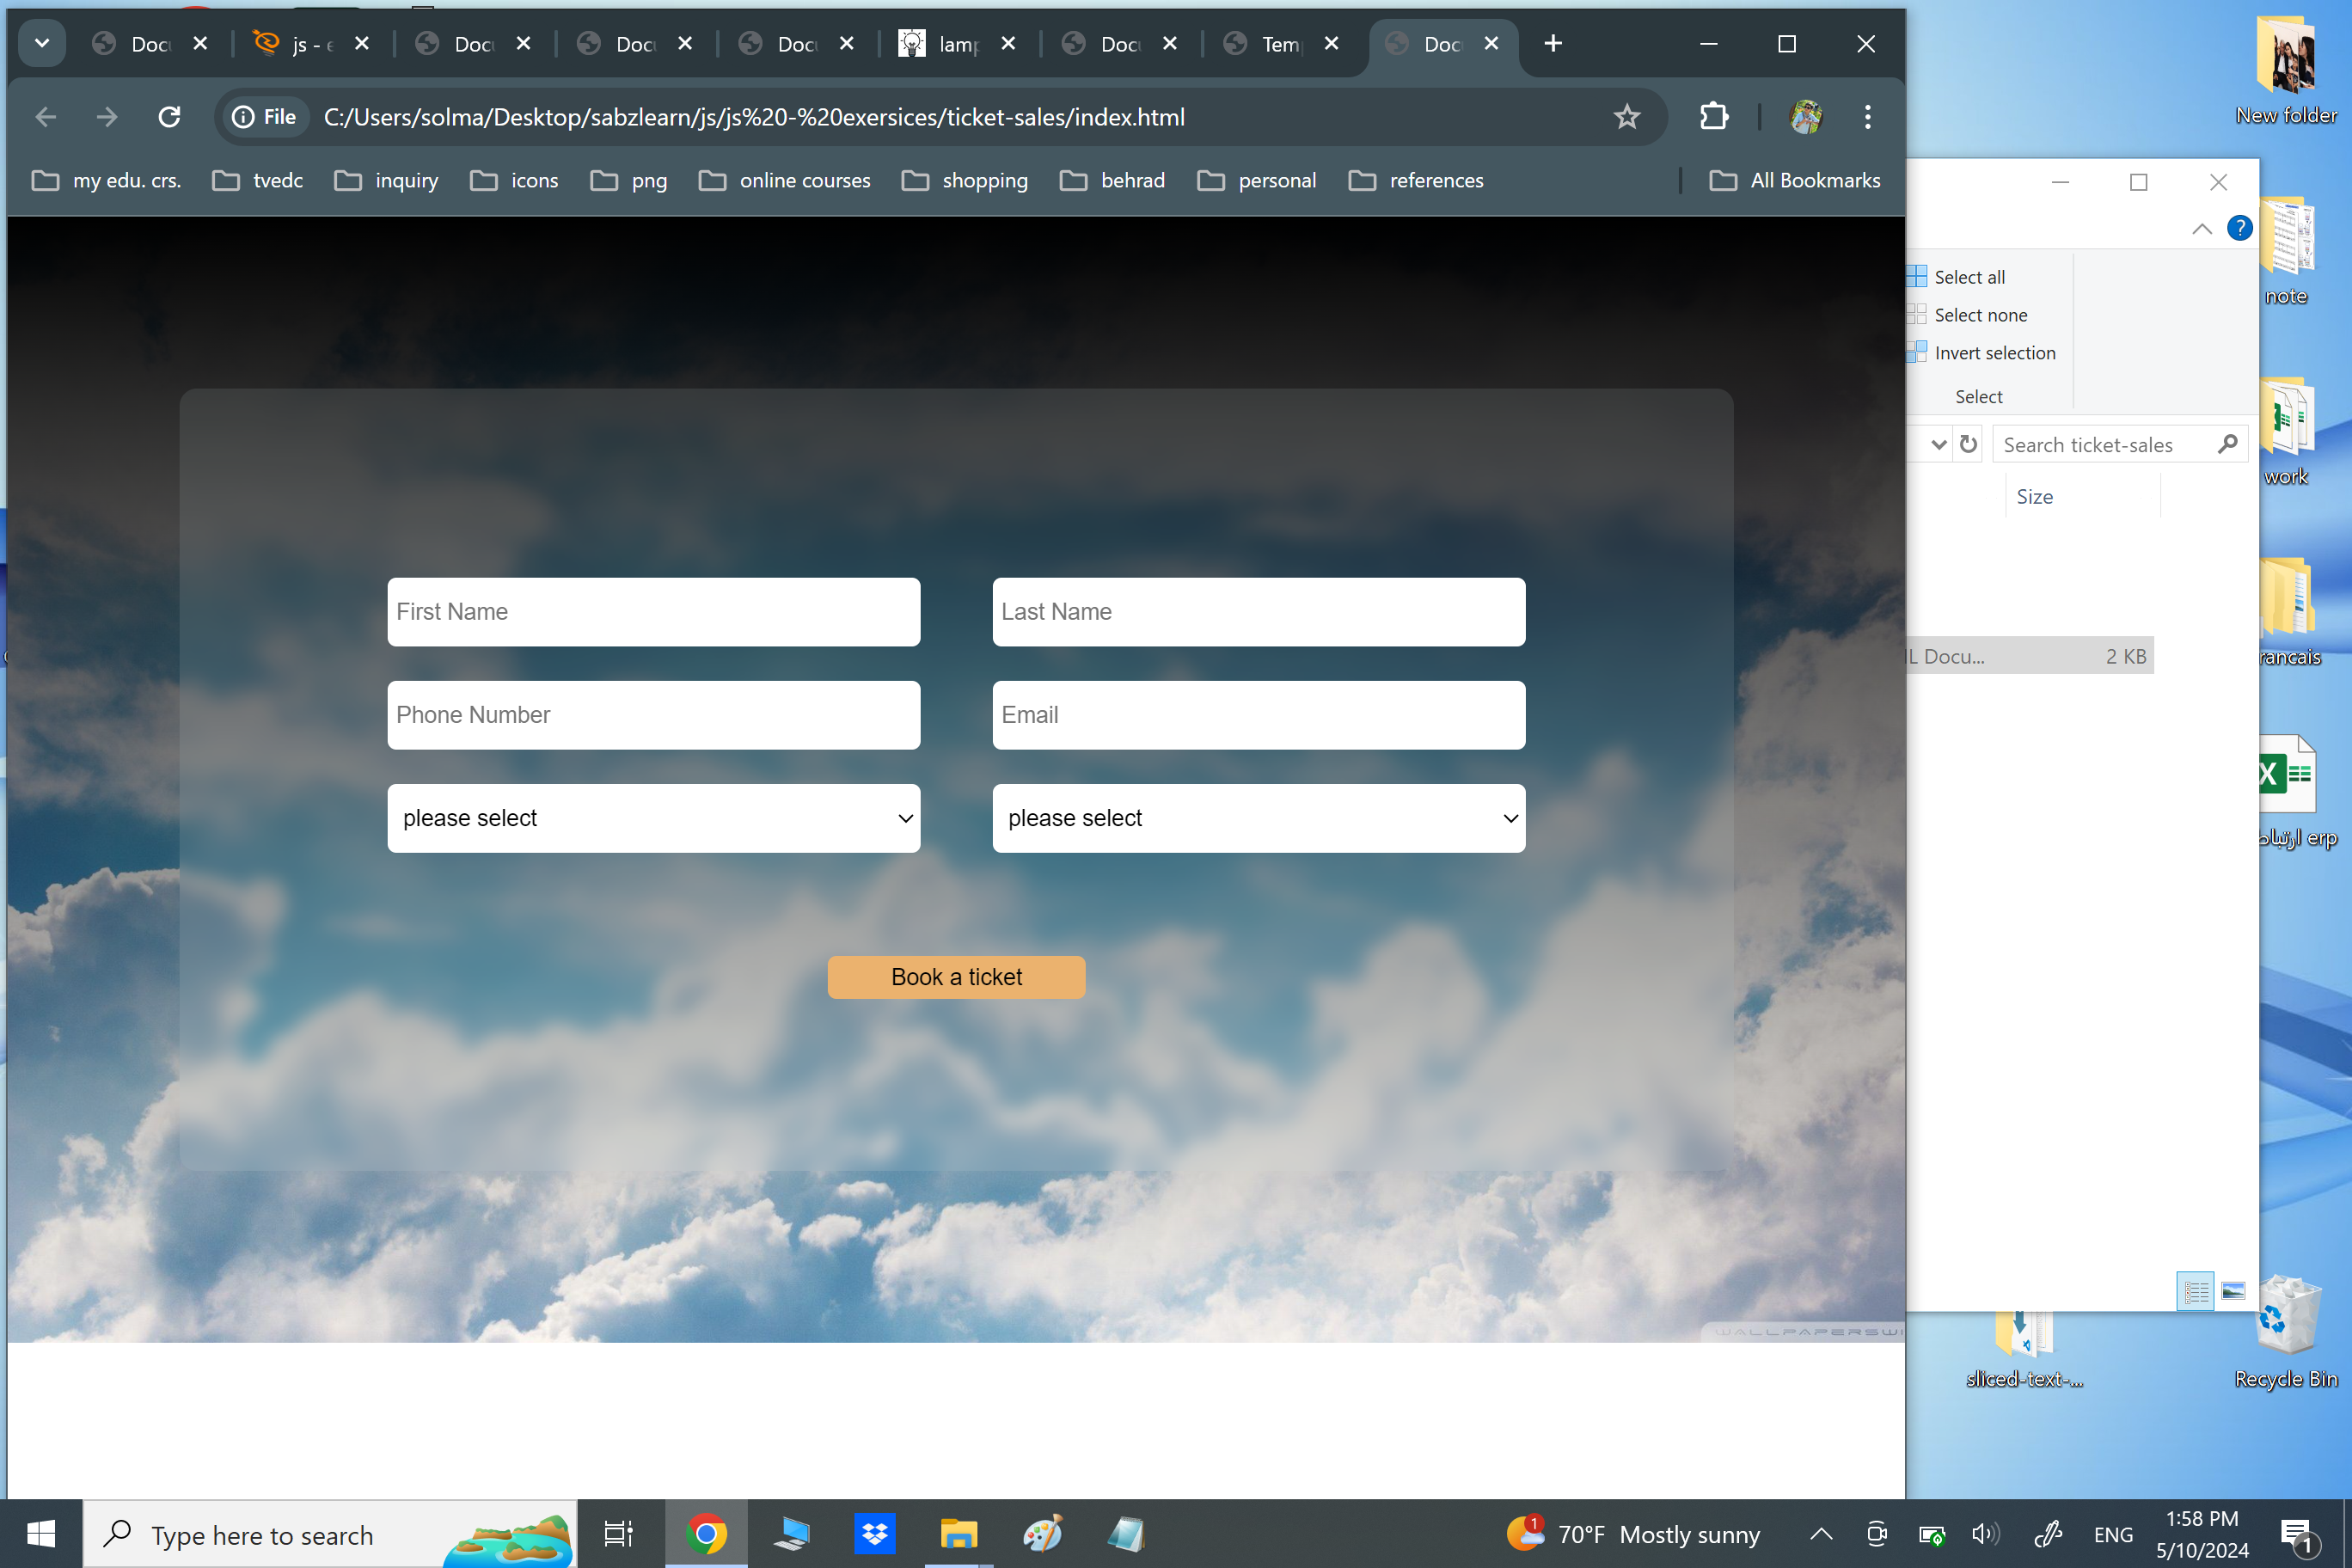 Doc
js -
Doc
Doc
Doc
lamp
Doc
Tem
Doc
File
C:/Users/solma/Desktop/sabzlearn/js/js%20-%20exersices/ticket-sales/index.html
my edu. crs.
tvedc
inquiry
icons
png
online courses
shopping
behrad
personal
references
All Bookmarks
First Name
Last Name
Phone Number
Email
please select
please select
Book a ticket
Select all
Select none
Invert selection
Select
Search ticket-sales
Size
L Docu...
2 KB
New folder
note
work
rancais
ارتباط erp
sliced-text-...
Recycle Bin
Type here to search
1
70°F Mostly sunny
ENG
1:58 PM
5/10/2024
1